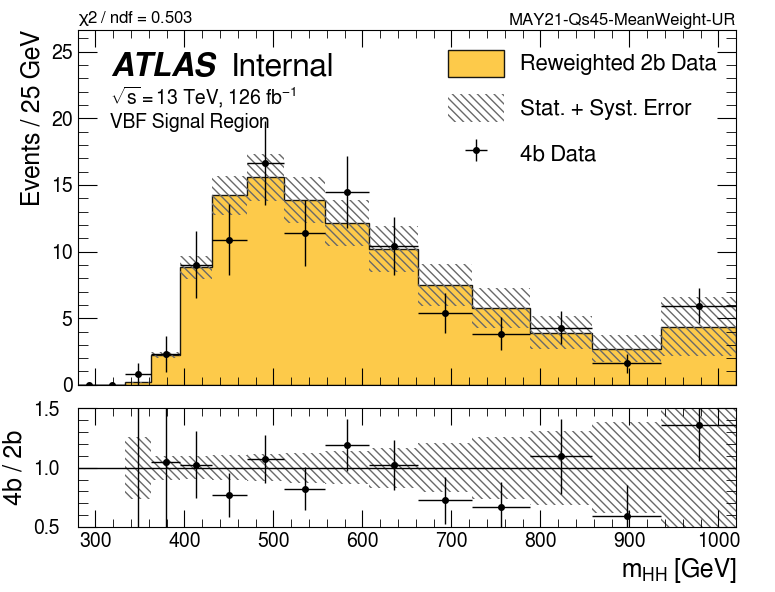 χ2 / ndf = 0.503
MAY21-Qs45-MeanWeight-UR
ATLAS Internal
√s = 13 TeV, 126 fb⁻¹
VBF Signal Region
Reweighted 2b Data
Stat. + Syst. Error
4b Data
Events / 25 GeV
25
20
15
10
5
0
4b / 2b
1.5
1.0
0.5
300 400 500 600 700 800 900 1000
mHH [GeV]